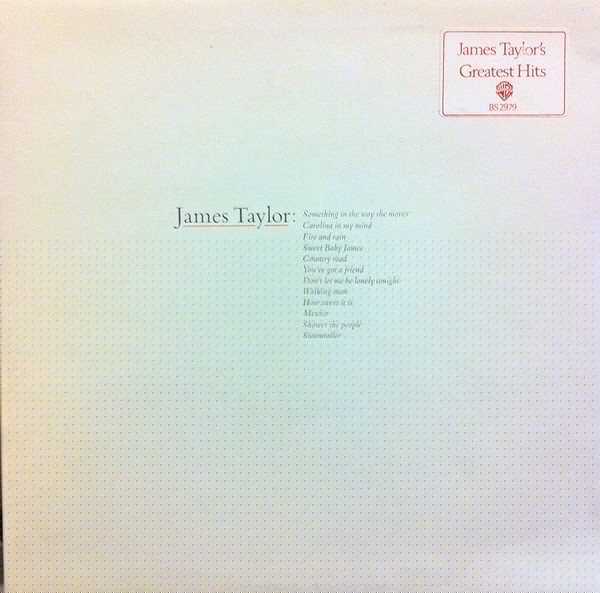 James Taylor's
Greatest Hits
BS 2979
James Taylor:
Something in the way she moves
Carolina in my mind
Fire and rain
Sweet Baby James
Country road
You've got a friend
Don't let me be lonely tonight
Walking man
How sweet it is
Mexico
Shower the people
Steamroller